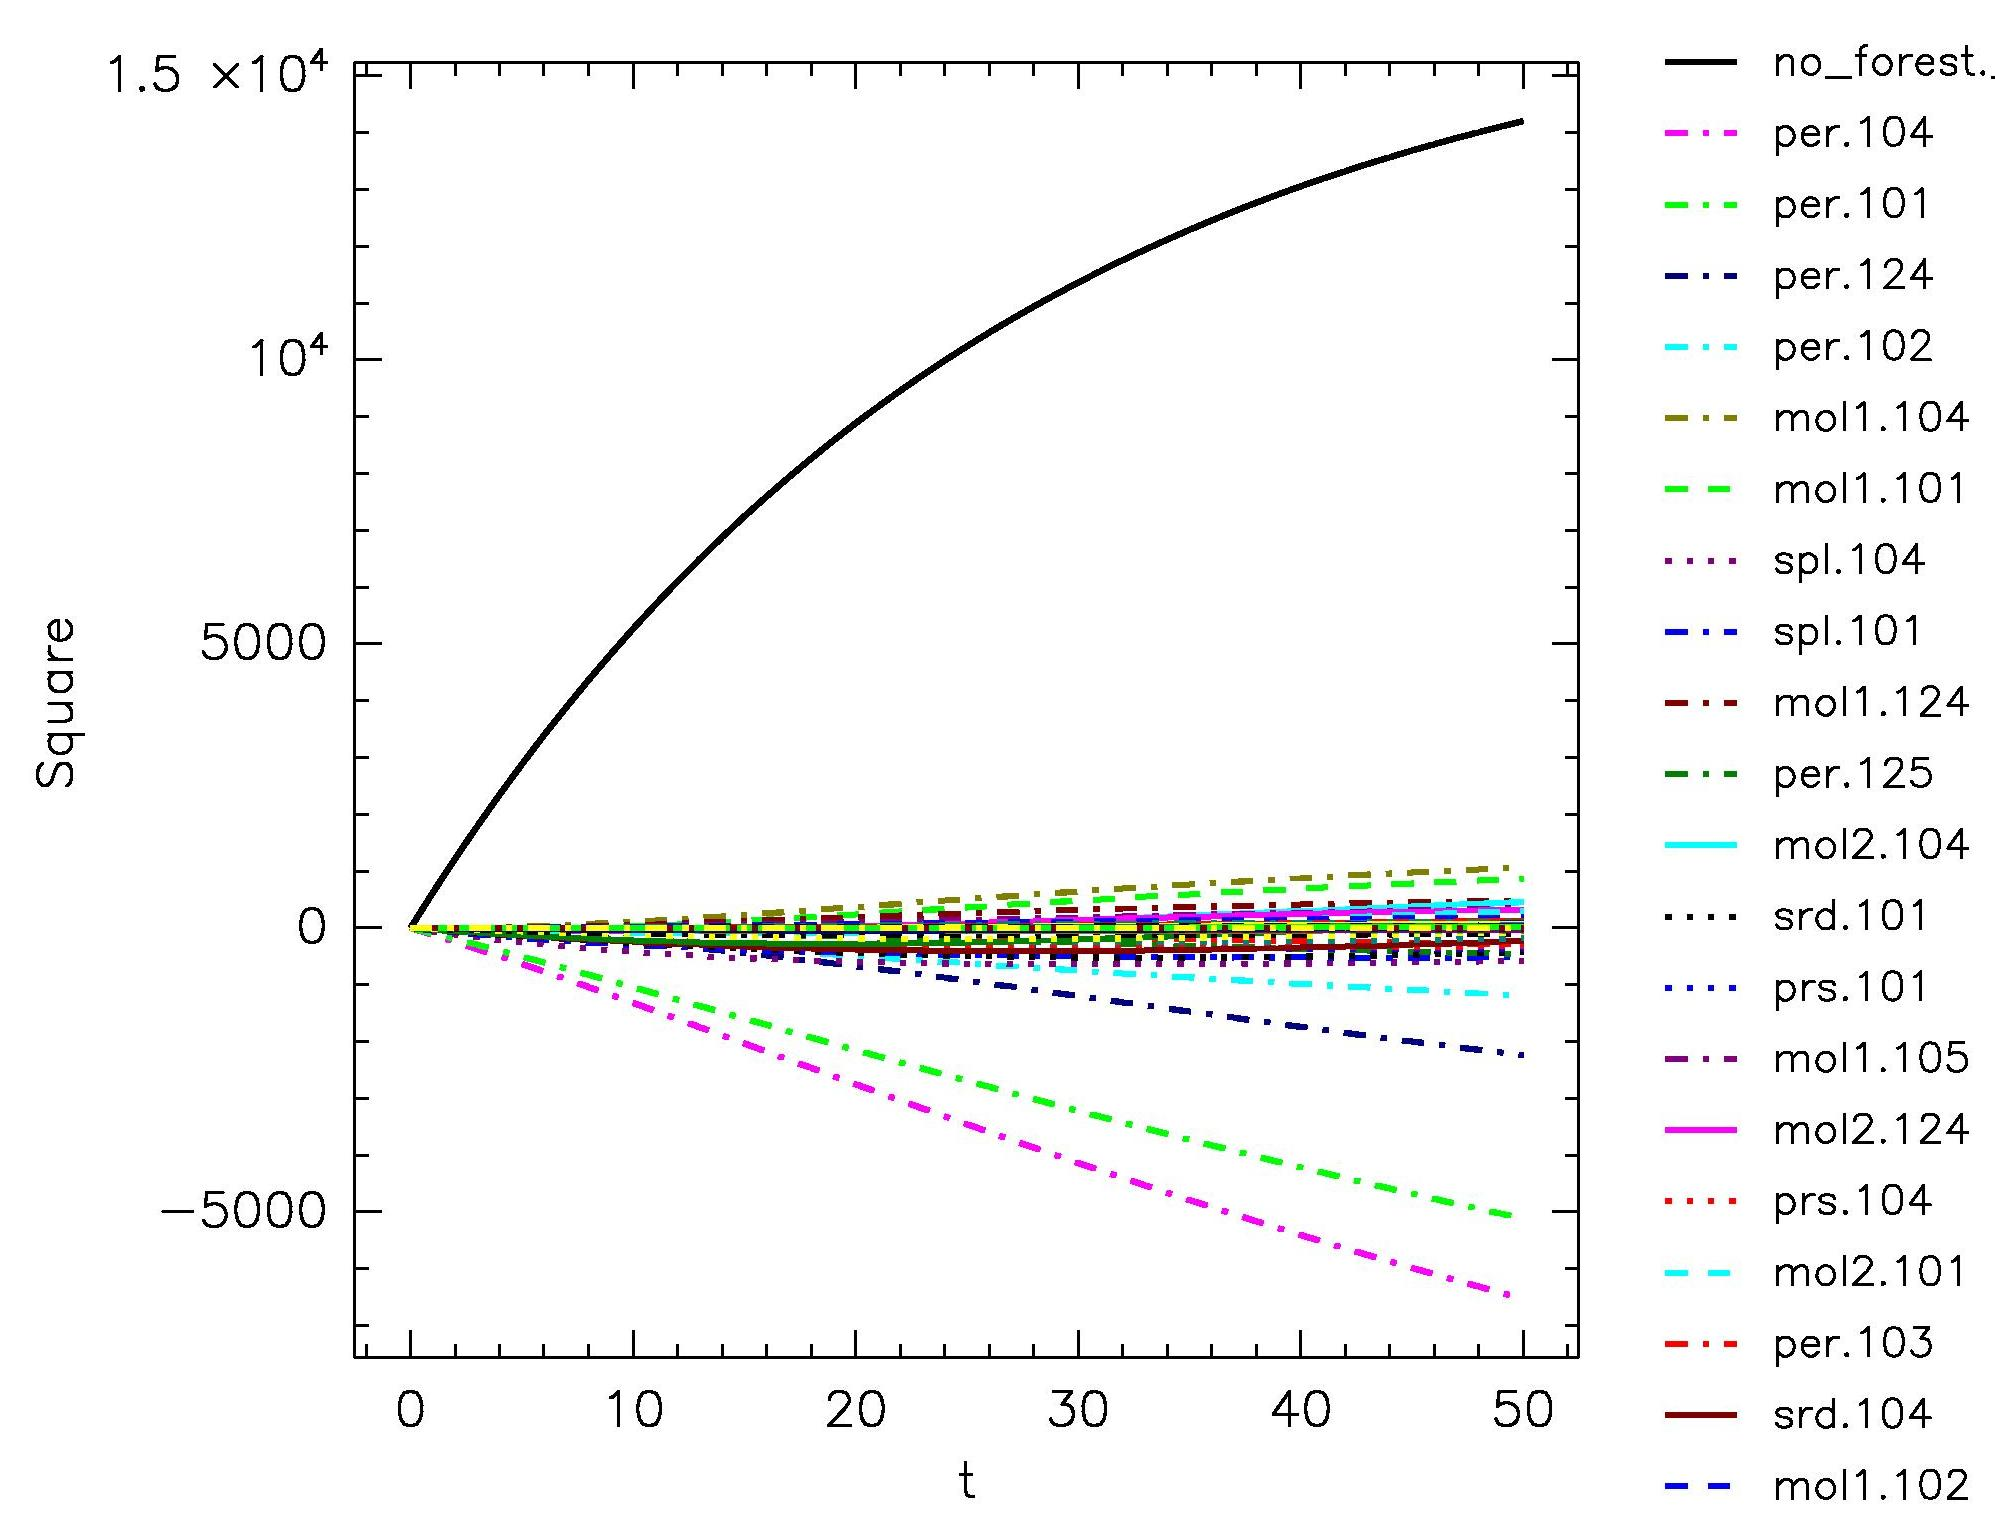 1.5 ×10⁴
10⁴
5000
0
−5000
Square
0 10 20 30 40 50
t
no_forest..
per.104
per.101
per.124
per.102
mol1.104
mol1.101
spl.104
spl.101
mol1.124
per.125
mol2.104
srd.101
prs.101
mol1.105
mol2.124
prs.104
mol2.101
per.103
srd.104
mol1.102